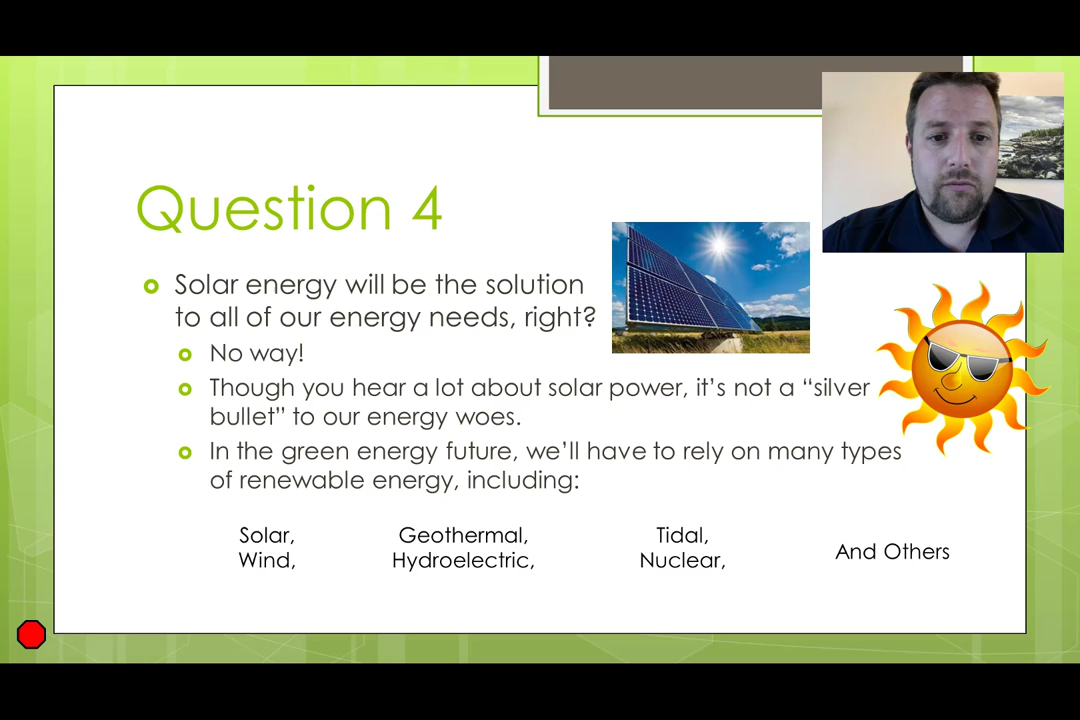 Question 4
Solar energy will be the solution
to all of our energy needs, right?
No way!
Though you hear a lot about solar power, it’s not a “silver
bullet” to our energy woes.
In the green energy future, we’ll have to rely on many types
of renewable energy, including:
Solar,
Wind,
Geothermal,
Hydroelectric,
Tidal,
Nuclear,
And Others